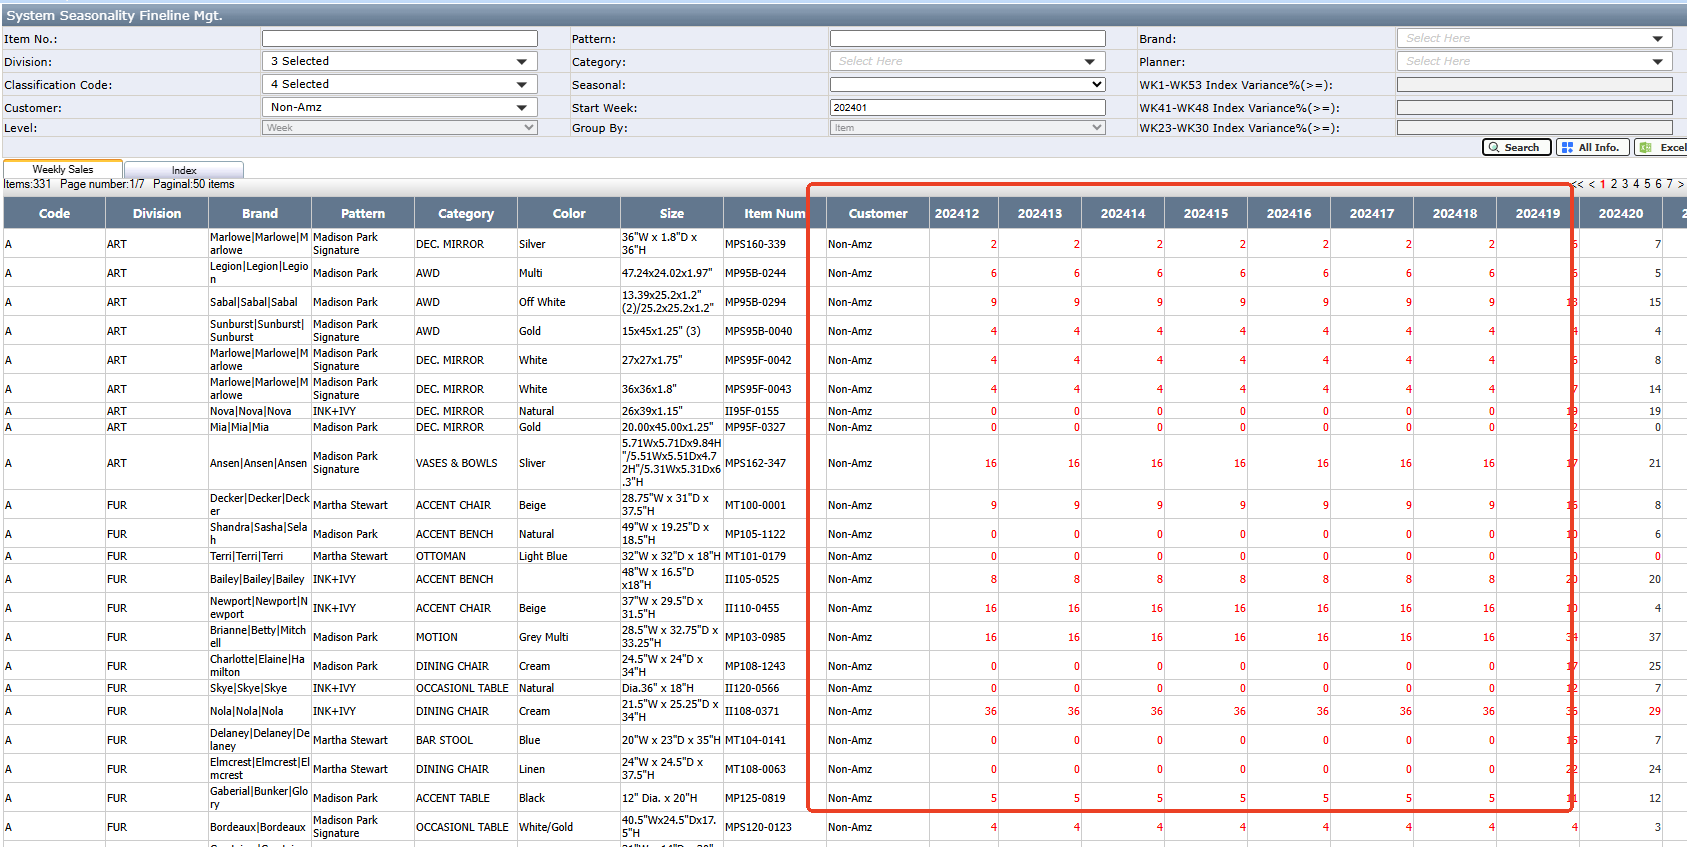 System Seasonality Fineline Mgt.
Item No.: Pattern: Brand: Select Here
Division: 3 Selected Category: Select Here Planner: Select Here
Classification Code: 4 Selected Seasonal: WK1-WK53 Index Variance%(>=):
Customer: Non-Amz Start Week: 202401 WK41-WK48 Index Variance%(>=):
Level: Week Group By: Item WK23-WK30 Index Variance%(>=):
Search All Info. Excel
Weekly Sales Index
Items:331 Page number:1/7 Paginal:50 items << < 1 2 3 4 5 6 7 >
Code Division Brand Pattern Category Color Size Item Num Customer 202412 202413 202414 202415 202416 202417 202418 202419 202420 2
A ART Marlowe|Marlowe|Marlowe Madison Park Signature DEC. MIRROR Silver 36"W x 1.8"D x 36"H MPS160-339 Non-Amz 2 2 2 2 2 2 2 7
A ART Legion|Legion|Legion Madison Park AWD Multi 47.24x24.02x1.97" MP95B-0244 Non-Amz 6 6 6 6 6 6 6 5
A ART Sabal|Sabal|Sabal Madison Park AWD Off White 13.39x25.2x1.2" (2)/25.2x25.2x1.2" MP95B-0294 Non-Amz 9 9 9 9 9 9 9 13 15
A ART Sunburst|Sunburst|Sunburst Madison Park Signature AWD Gold 15x45x1.25" (3) MPS95B-0040 Non-Amz 4 4 4 4 4 4 4 4 4
A ART Marlowe|Marlowe|Marlowe Madison Park Signature DEC. MIRROR White 27x27x1.75" MPS95F-0042 Non-Amz 4 4 4 4 4 4 4 8
A ART Marlowe|Marlowe|Marlowe Madison Park Signature DEC. MIRROR White 36x36x1.8" MPS95F-0043 Non-Amz 4 4 4 4 4 4 4 7 14
A ART Nova|Nova|Nova INK+IVY DEC. MIRROR Natural 26x39x1.15" II95F-0155 Non-Amz 0 0 0 0 0 0 0 19 19
A ART Mia|Mia|Mia Madison Park DEC. MIRROR Gold 20.00x45.00x1.25" MP95F-0327 Non-Amz 0 0 0 0 0 0 0 2 0
A ART Ansen|Ansen|Ansen Madison Park Signature VASES & BOWLS Sliver 5.71Wx5.71Dx9.84H"/5.51Wx5.51Dx4.72H"/5.31Wx5.31Dx6.3"H MPS162-347 Non-Amz 16 16 16 16 16 16 16 17 21
A FUR Decker|Decker|Decker Martha Stewart ACCENT CHAIR Beige 28.75"W x 31"D x 37.5"H MT100-0001 Non-Amz 9 9 9 9 9 9 9 16 8
A FUR Shandra|Sasha|Selah Madison Park ACCENT BENCH Natural 49"W x 19.25"D x 18.5"H MP105-1122 Non-Amz 0 0 0 0 0 0 0 10 6
A FUR Terri|Terri|Terri Martha Stewart OTTOMAN Light Blue 32"W x 32"D x 18"H MT101-0179 Non-Amz 0 0 0 0 0 0 0 0 0
A FUR Bailey|Bailey|Bailey INK+IVY ACCENT BENCH 48"W x 16.5"D x18"H II105-0525 Non-Amz 8 8 8 8 8 8 8 20 20
A FUR Newport|Newport|Newport INK+IVY ACCENT CHAIR Beige 37"W x 29.5"D x 31.5"H II110-0455 Non-Amz 16 16 16 16 16 16 16 10 4
A FUR Brianne|Betty|Mitchell Madison Park MOTION Grey Multi 28.5"W x 32.75"D x 33.25"H MP103-0985 Non-Amz 16 16 16 16 16 16 16 34 37
A FUR Charlotte|Elaine|Hamilton Madison Park DINING CHAIR Cream 24.5"W x 24"D x 34"H MP108-1243 Non-Amz 0 0 0 0 0 0 0 17 25
A FUR Skye|Skye|Skye INK+IVY OCCASIONL TABLE Natural Dia.36" x 18"H II120-0566 Non-Amz 0 0 0 0 0 0 0 12 7
A FUR Nola|Nola|Nola INK+IVY DINING CHAIR Cream 21.5"W x 25.25"D x 34"H II108-0371 Non-Amz 36 36 36 36 36 36 36 36 29
A FUR Delaney|Delaney|Delaney Martha Stewart BAR STOOL Blue 20"W x 23"D x 35"H MT104-0141 Non-Amz 0 0 0 0 0 0 0 7
A FUR Elmcrest|Elmcrest|Elmcrest Martha Stewart DINING CHAIR Linen 24"W x 24.5"D x 37.5"H MT108-0063 Non-Amz 0 0 0 0 0 0 0 22 24
A FUR Gaberial|Bunker|Glory Madison Park ACCENT TABLE Black 12" Dia. x 20"H MP125-0819 Non-Amz 5 5 5 5 5 5 5 11 12
A FUR Bordeaux|Bordeaux Madison Park Signature OCCASIONL TABLE White/Gold 40.5"Wx24.5"Dx17.5"H MPS120-0123 Non-Amz 4 4 4 4 4 4 4 4 3